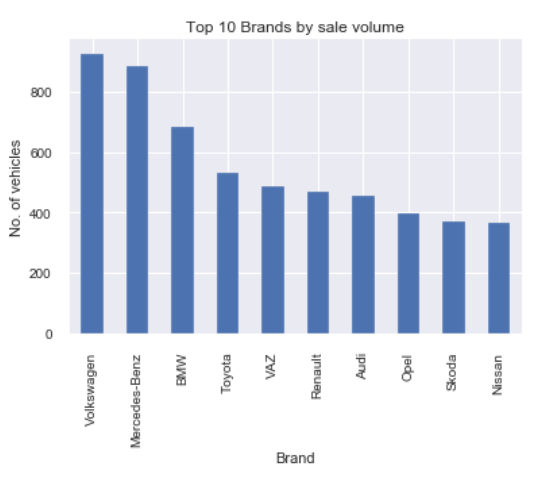 Top 10 Brands by sale volume
No. of vehicles
800
600
400
200
0
Volkswagen
Mercedes-Benz
BMW
Toyota
VAZ
Renault
Audi
Opel
Skoda
Nissan
Brand